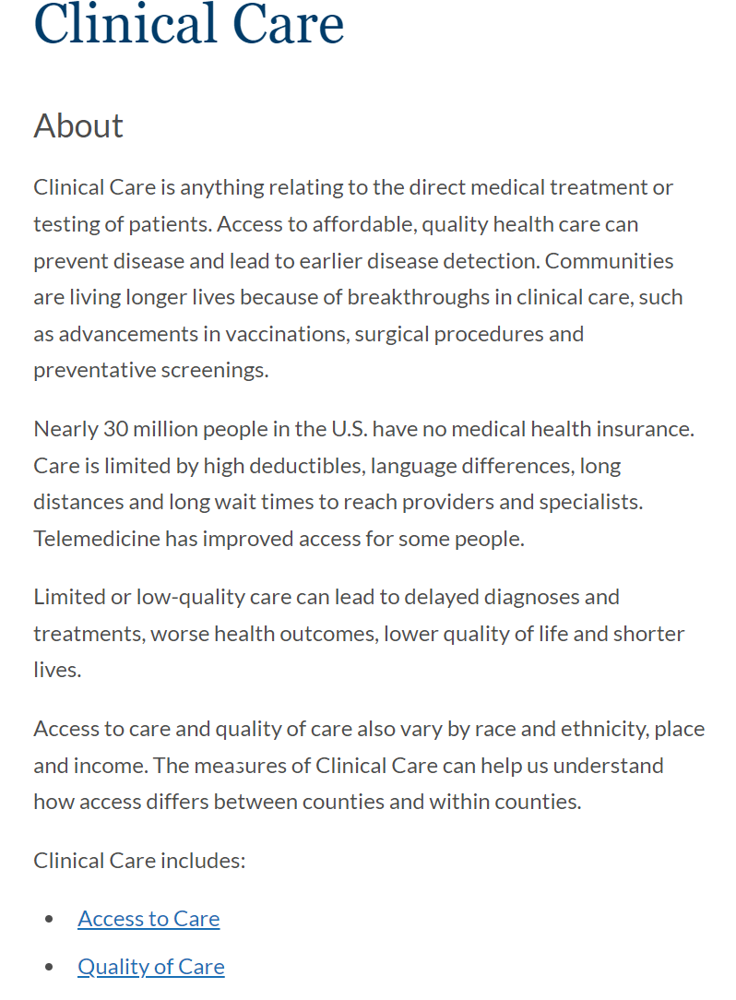 Clinical Care
About
Clinical Care is anything relating to the direct medical treatment or
testing of patients. Access to affordable, quality health care can
prevent disease and lead to earlier disease detection. Communities
are living longer lives because of breakthroughs in clinical care, such
as advancements in vaccinations, surgical procedures and
preventative screenings.
Nearly 30 million people in the U.S. have no medical health insurance.
Care is limited by high deductibles, language differences, long
distances and long wait times to reach providers and specialists.
Telemedicine has improved access for some people.
Limited or low-quality care can lead to delayed diagnoses and
treatments, worse health outcomes, lower quality of life and shorter
lives.
Access to care and quality of care also vary by race and ethnicity, place
and income. The measures of Clinical Care can help us understand
how access differs between counties and within counties.
Clinical Care includes:
• Access to Care
• Quality of Care